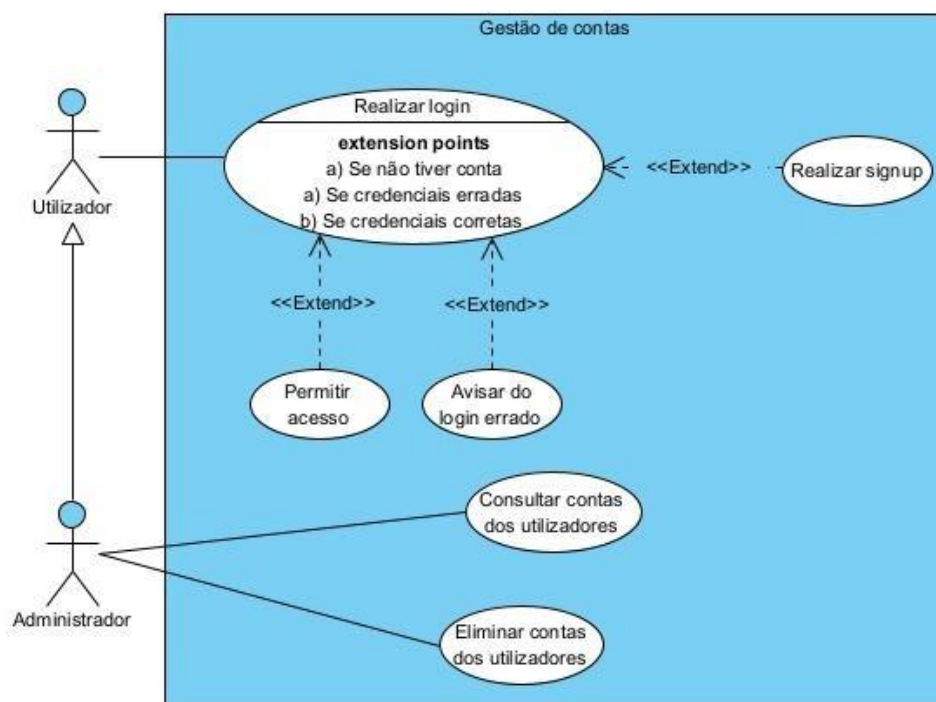 Gestão de contas
Realizar login
extension points
a) Se não tiver conta
a) Se credenciais erradas
b) Se credenciais corretas
<<Extend>>
Realizar signup
Utilizador
<<Extend>>
<<Extend>>
Permitir
acesso
Avisar do
login errado
Consultar contas
dos utilizadores
Administrador
Eliminar contas
dos utilizadores